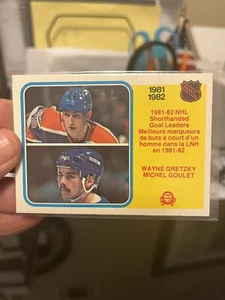 1981
1982
NHL
1981-82 NHL
Shorthanded
Goal Leaders
Meilleurs marqueurs
de buts à court d'un
homme dans la LNH
en 1981-82
WAYNE GRETZKY
MICHEL GOULET